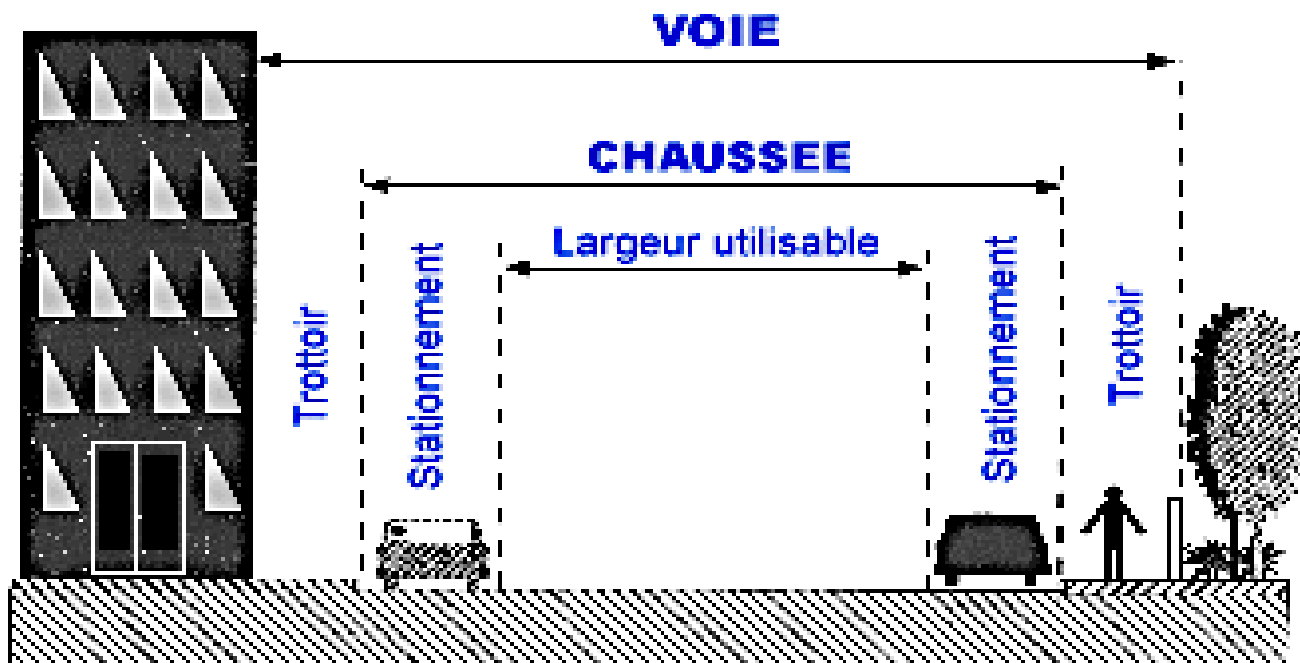 VOIE
CHAUSSEE
Largeur utilisable
Trottoir
Stationnement
Stationnement
Trottoir